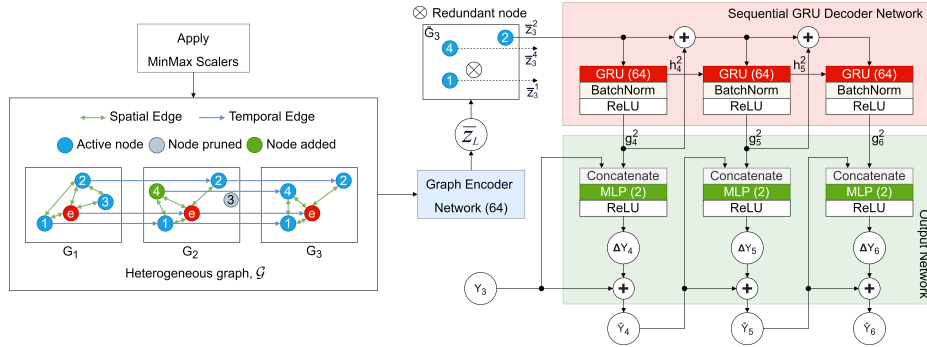 Apply
MinMax Scalers
Spatial Edge
Temporal Edge
Active node
Node pruned
Node added
2
3
1
e
G₁
4
2
3
1
e
G₂
2
4
1
e
G₃
Heterogeneous graph, 𝒢
Graph Encoder
Network (64)
z̅_L
Redundant node
G̃₃
2
4
1
z̅₃²
z̅₃⁴
z̅₃¹
Sequential GRU Decoder Network
h₄²
h₅²
GRU (64)
BatchNorm
ReLU
GRU (64)
BatchNorm
ReLU
GRU (64)
BatchNorm
ReLU
g₄²
g₅²
g₆²
Concatenate
MLP (2)
ReLU
Concatenate
MLP (2)
ReLU
Concatenate
MLP (2)
ReLU
ΔY₄
ΔY₅
ΔY₆
Output Network
Y₃
Ŷ₄
Ŷ₅
Ŷ₆